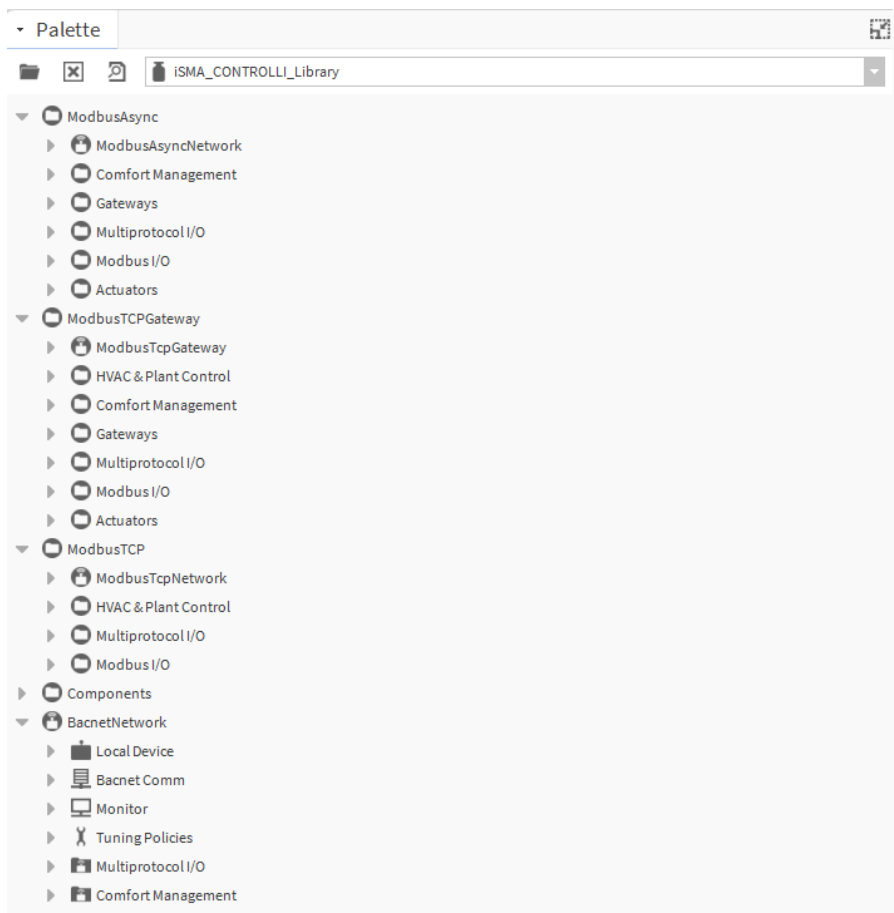 Palette
iSMA_CONTROLLI_Library
ModbusAsync
ModbusAsyncNetwork
Comfort Management
Gateways
Multiprotocol I/O
Modbus I/O
Actuators
ModbusTCPGateway
ModbusTcpGateway
HVAC & Plant Control
Comfort Management
Gateways
Multiprotocol I/O
Modbus I/O
Actuators
ModbusTCP
ModbusTcpNetwork
HVAC & Plant Control
Multiprotocol I/O
Modbus I/O
Components
BacnetNetwork
Local Device
Bacnet Comm
Monitor
Tuning Policies
Multiprotocol I/O
Comfort Management